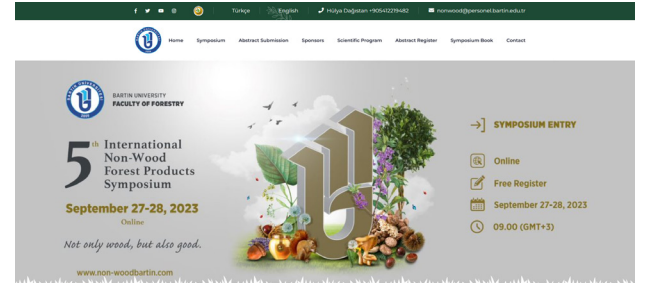 Türkçe
English
Hülya Dağıstan +905412219482
nonwood@personel.bartin.edu.tr
Home
Symposium
Abstract Submission
Sponsors
Scientific Program
Abstract Register
Symposium Book
Contact
BARTIN UNIVERSITY
FACULTY OF FORESTRY
5th International
Non-Wood
Forest Products
Symposium
September 27-28, 2023
Online
Not only wood, but also good.
www.non-woodbartin.com
SYMPOSIUM ENTRY
Online
Free Register
September 27-28, 2023
09.00 (GMT+3)